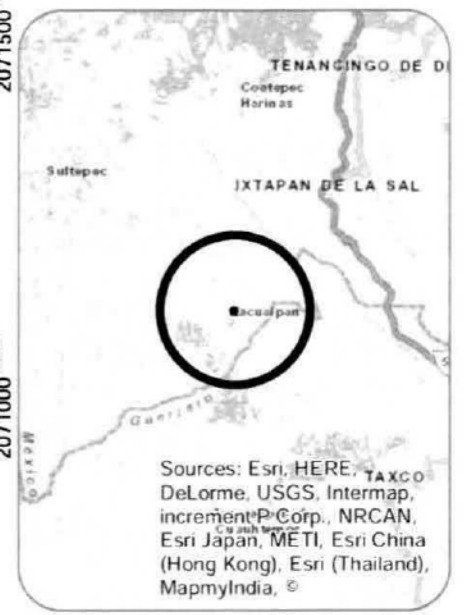 2071500
TENANCINGO DE D
Coatepec
Harinas
Sultepec
IXTAPAN DE LA SAL
Zacualpan
2071000
Guerrero
Mexico
TAXCO
Sources: Esri, HERE,
DeLorme, USGS, Intermap,
increment P Corp., NRCAN,
Esri Japan, METI, Esri China
(Hong Kong), Esri (Thailand),
MapmyIndia, ©